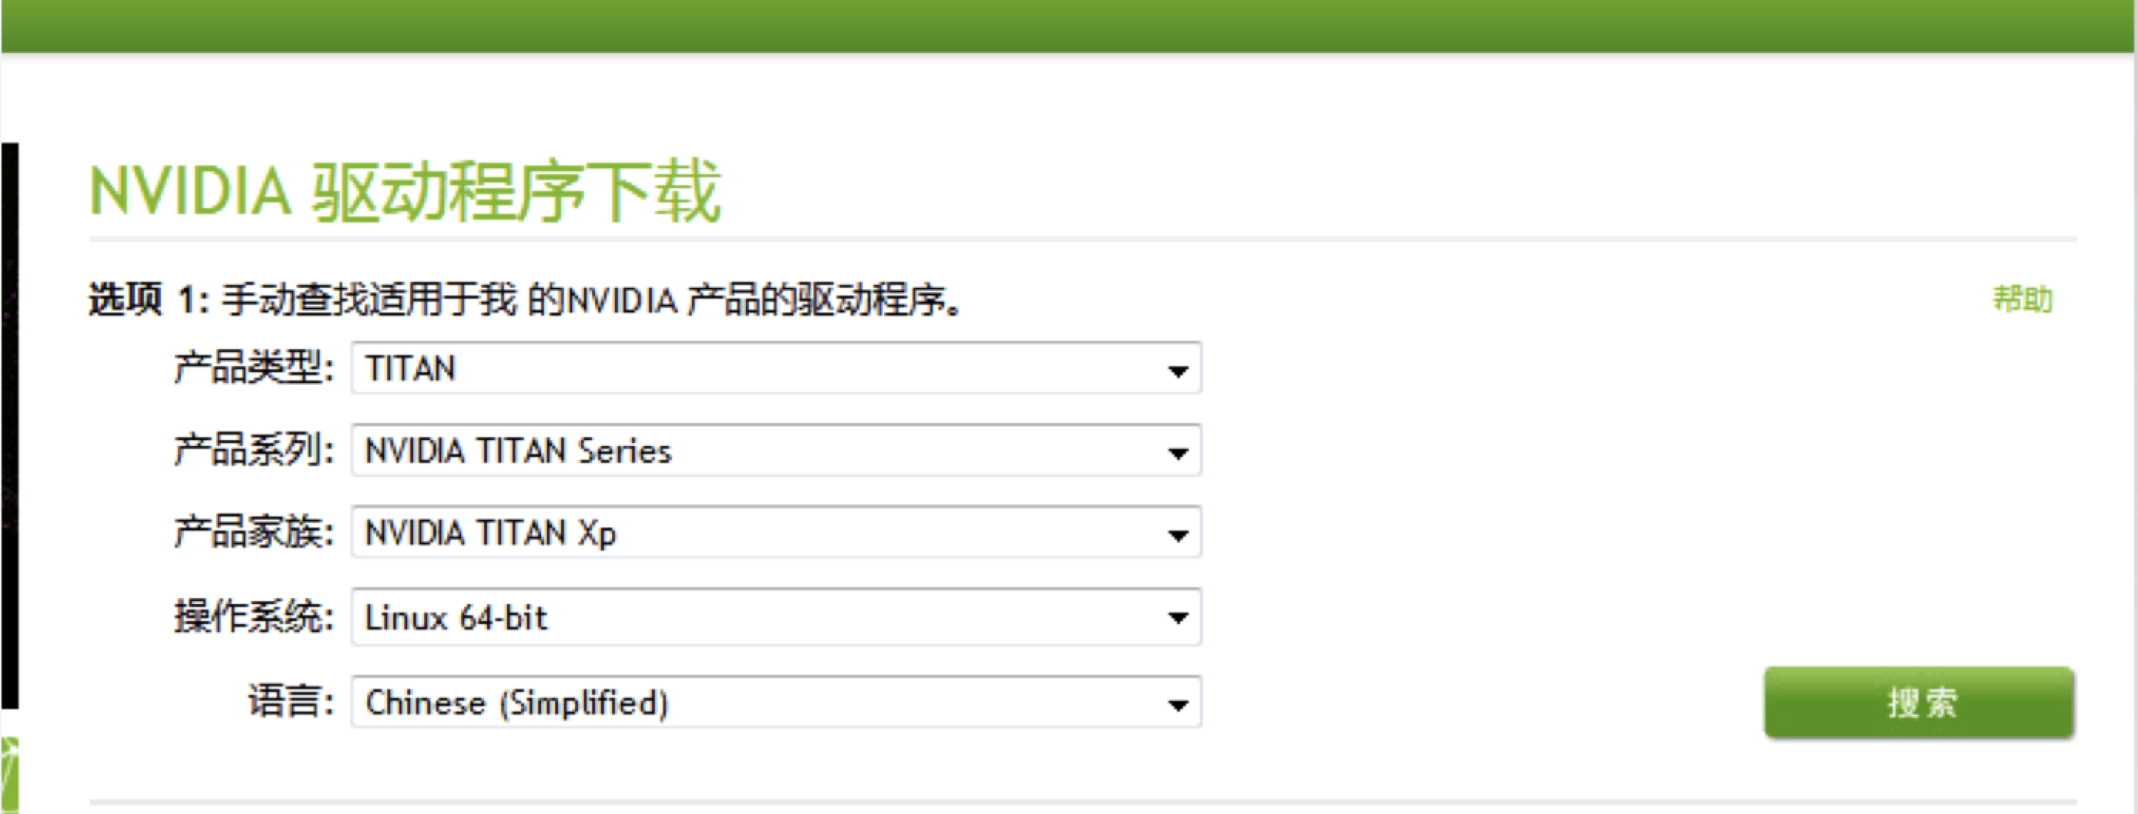 NVIDIA 驱动程序下载
选项 1: 手动查找适用于我 的NVIDIA 产品的驱动程序。
帮助
产品类型: TITAN
产品系列: NVIDIA TITAN Series
产品家族: NVIDIA TITAN Xp
操作系统: Linux 64-bit
语言: Chinese (Simplified)
搜索